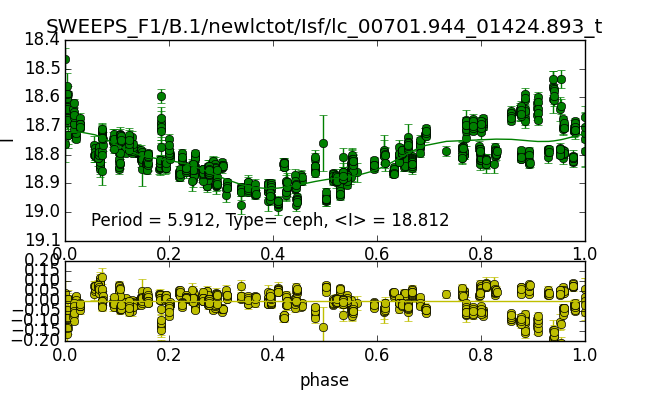 SWEEPS_F1/B.1/newlctot/Isf/lc_00701.944_01424.893_t
18.4
18.5
18.6
18.7
18.8
18.9
19.0
19.1
I
Period = 5.912, Type= ceph, <I> = 18.812
0.0 0.2 0.4 0.6 0.8 1.0
0.20
0.15
0.10
0.05
0.00
−0.05
−0.10
−0.15
−0.20
0.0 0.2 0.4 0.6 0.8 1.0
phase